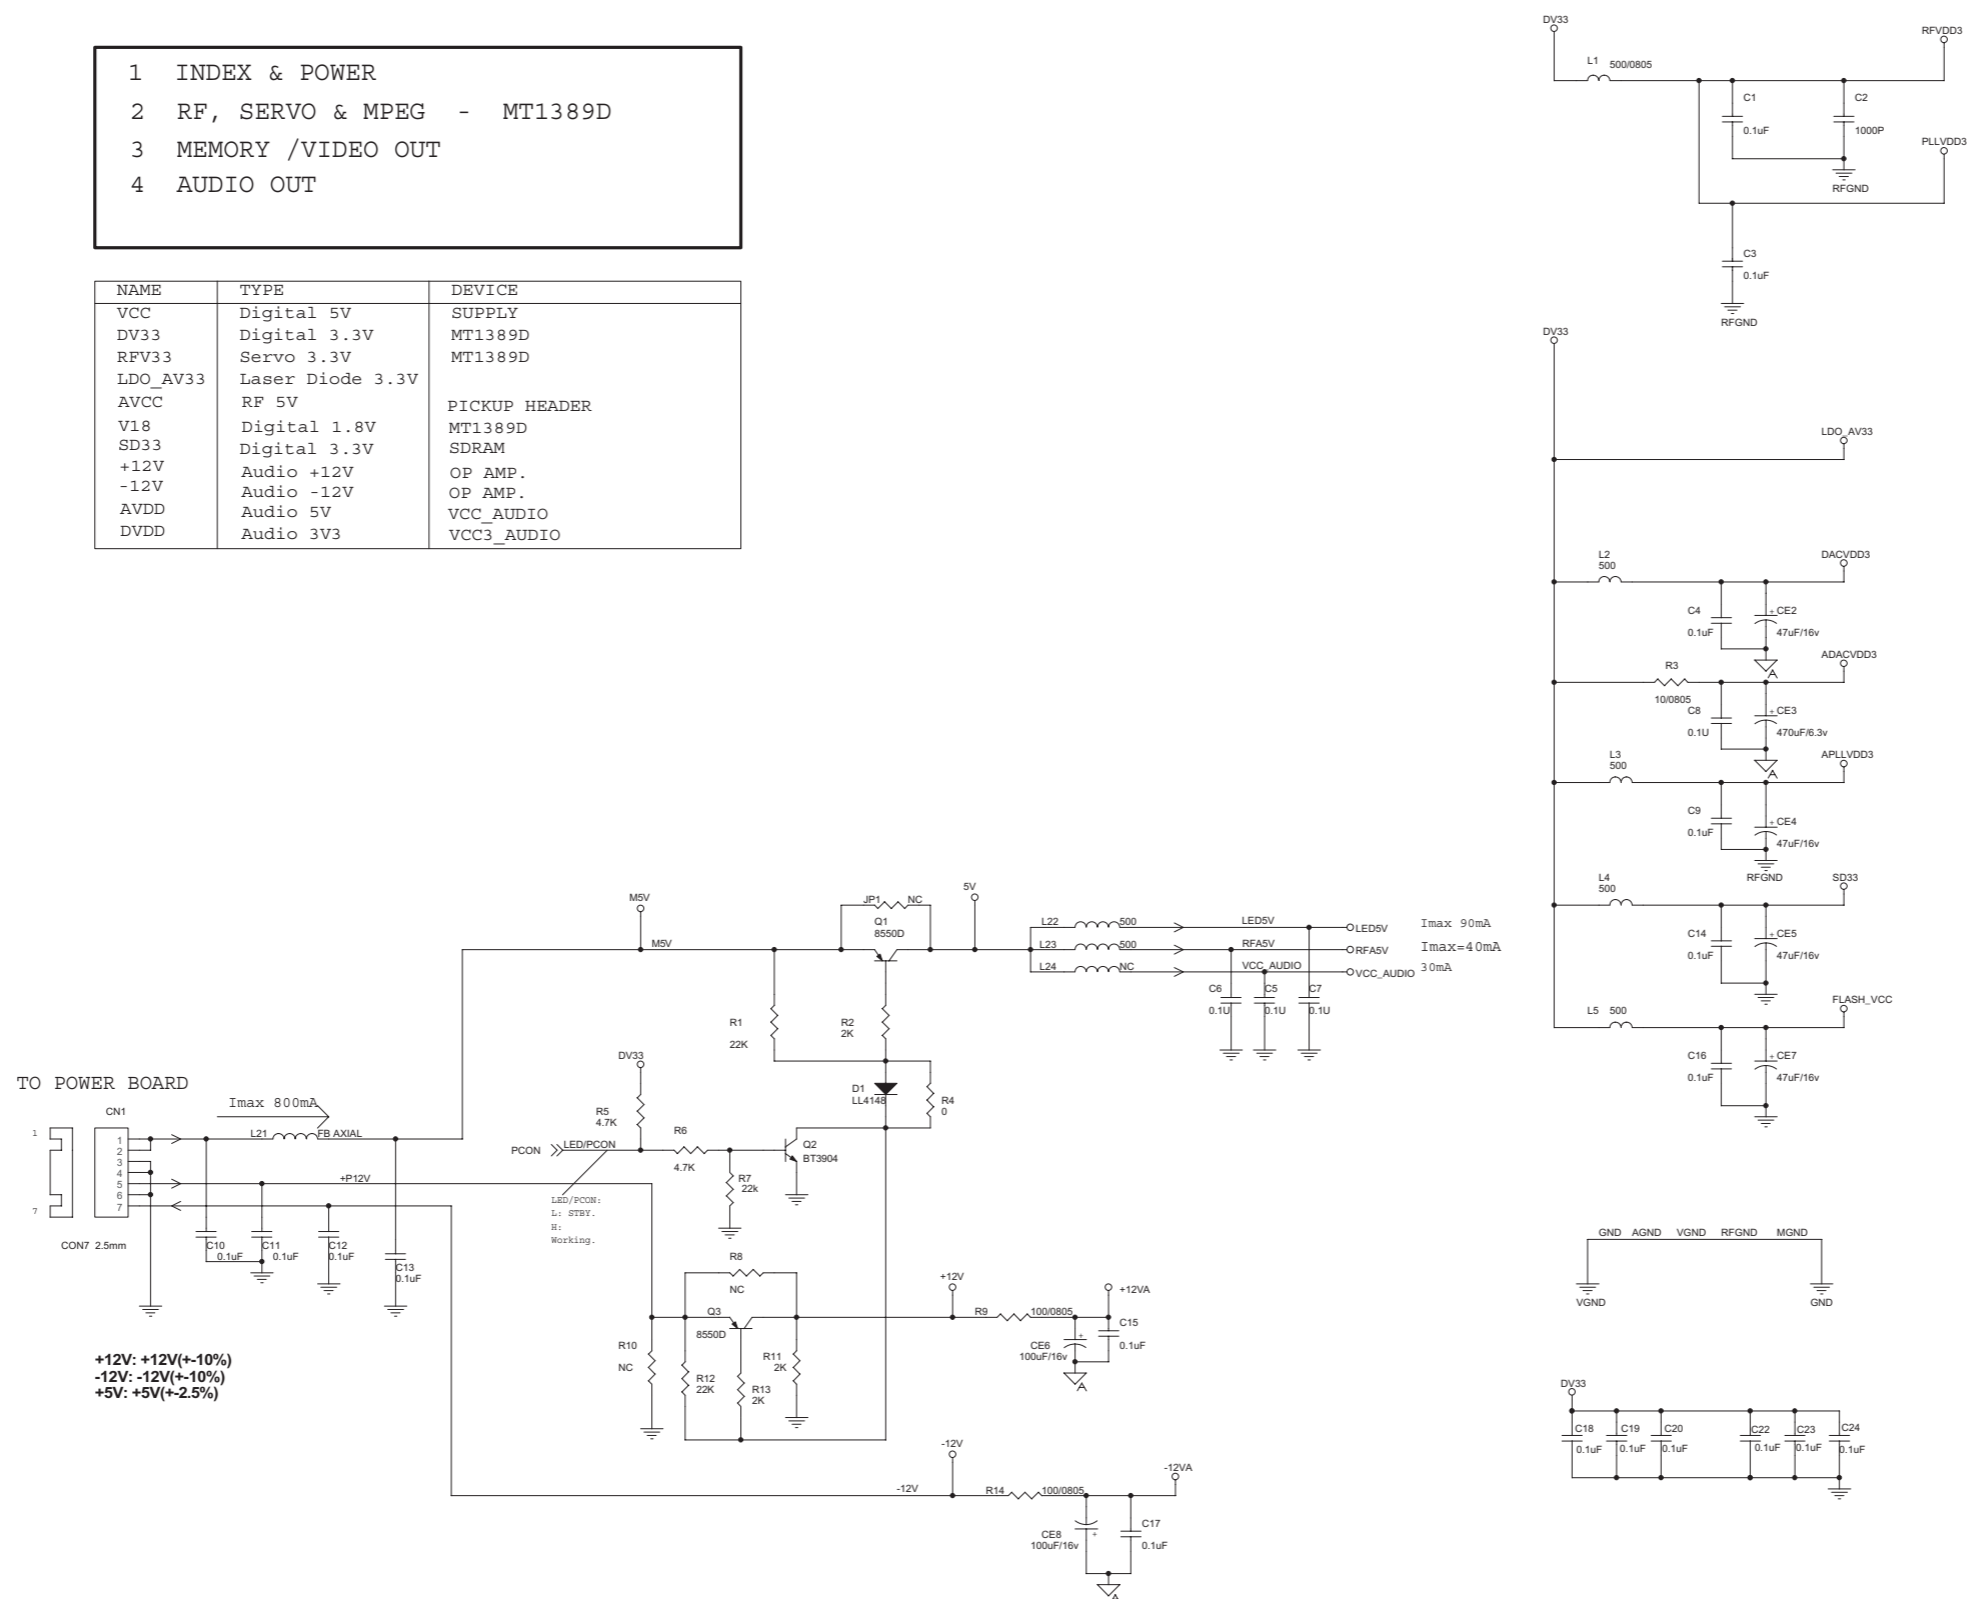 1 INDEX & POWER
2 RF, SERVO & MPEG - MT1389D
3 MEMORY /VIDEO OUT
4 AUDIO OUT
NAME TYPE DEVICE
VCC Digital 5V SUPPLY
DV33 Digital 3.3V MT1389D
RFV33 Servo 3.3V MT1389D
LDO_AV33 Laser Diode 3.3V
AVCC RF 5V PICKUP HEADER
V18 Digital 1.8V MT1389D
SD33 Digital 3.3V SDRAM
+12V Audio +12V OP AMP.
-12V Audio -12V OP AMP.
AVDD Audio 5V VCC_AUDIO
DVDD Audio 3V3 VCC3_AUDIO
DV33
RFVDD3
L1 500/0805
C1
0.1uF
C2
1000P
RFGND
PLLVDD3
C3
0.1uF
RFGND
DV33
LDO_AV33
L2
500
DACVDD3
C4
0.1uF
+ CE2
47uF/16v
A
R3
10/0805
ADACVDD3
C8
0.1U
+ CE3
470uF/6.3v
A
L3
500
APLLVDD3
C9
0.1uF
+ CE4
47uF/16v
RFGND
L4
500
SD33
C14
0.1uF
+ CE5
47uF/16v
L5 500
FLASH_VCC
C16
0.1uF
+ CE7
47uF/16v
M5V
M5V
JP1 NC
Q1
8550D
5V
L22 500 LED5V LED5V Imax 90mA
L23 500 RFA5V RFA5V Imax=40mA
L24 NC VCC_AUDIO VCC_AUDIO 30mA
C6
0.1U
C5
0.1U
C7
0.1U
R1
22K
R2
2K
D1
LL4148
R4
0
DV33
R5
4.7K
PCON LED/PCON
R6
4.7K
R7
22k
Q2
BT3904
LED/PCON:
L: STBY.
H:
Working.
TO POWER BOARD
CN1
Imax 800mA
L21 FB AXIAL
1
7
1
2
3
4
5
6
7
+P12V
CON7 2.5mm
C10
0.1uF
C11
0.1uF
C12
0.1uF
C13
0.1uF
+12V: +12V(+-10%)
-12V: -12V(+-10%)
+5V: +5V(+-2.5%)
R8
NC
Q3
8550D
R10
NC
R12
22K
R13
2K
R11
2K
+12V
R9 100/0805
+12VA
CE6
100uF/16v
+
C15
0.1uF
A
-12V
-12V
R14 100/0805
-12VA
CE8
100uF/16v
+
C17
0.1uF
A
GND AGND VGND RFGND MGND
VGND
GND
DV33
C18
0.1uF
C19
0.1uF
C20
0.1uF
C22
0.1uF
C23
0.1uF
C24
0.1uF